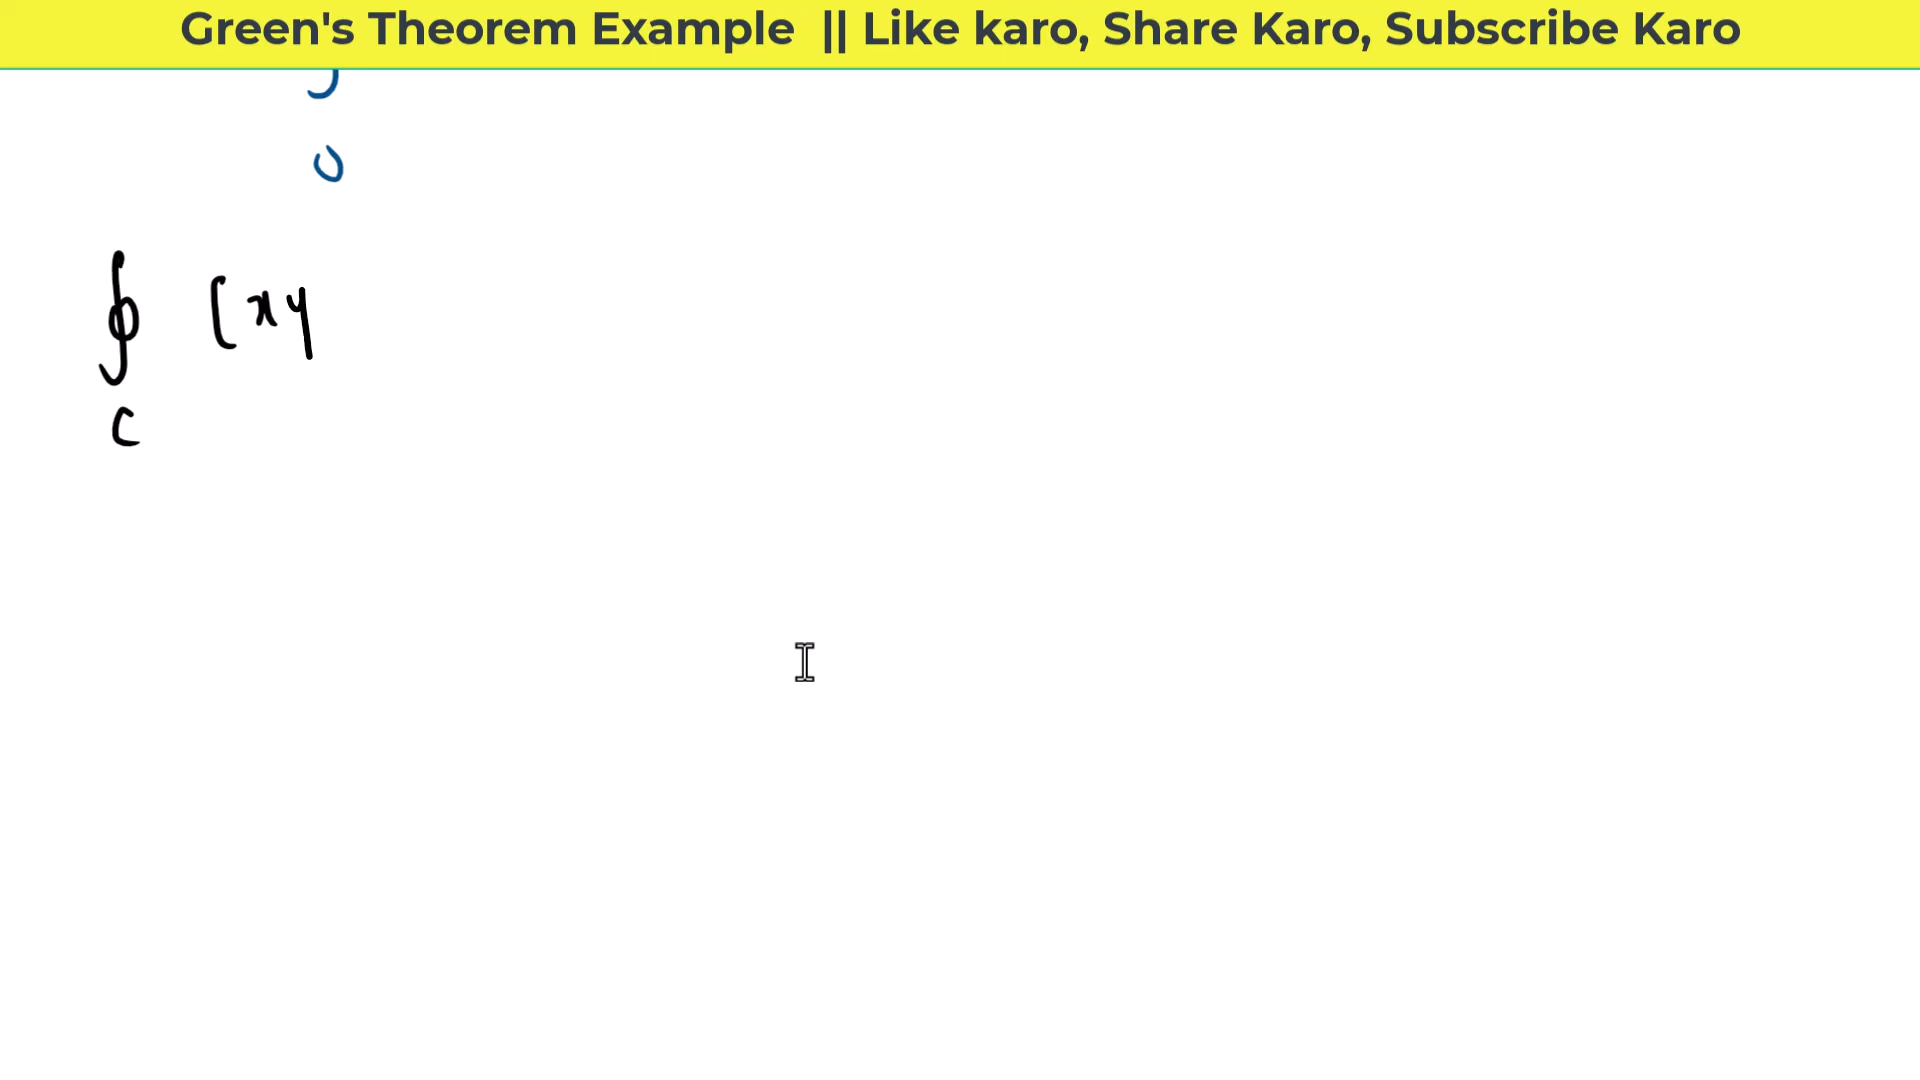 Green's Theorem Example || Like karo, Share Karo, Subscribe Karo
0
∮ [xy
c